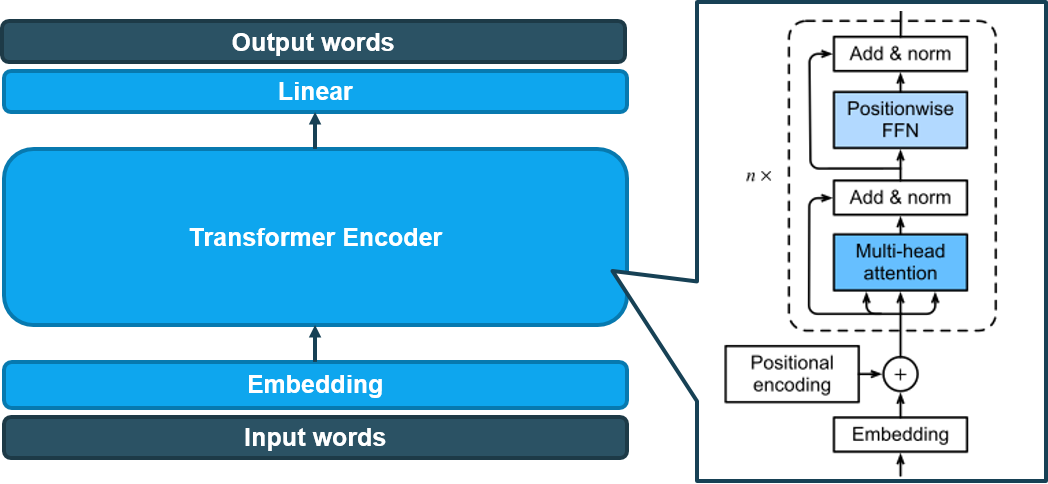 Output words
Linear
Transformer Encoder
Embedding
Input words
Add & norm
Positionwise
FFN
n ×
Add & norm
Multi-head
attention
Positional
encoding
+
Embedding